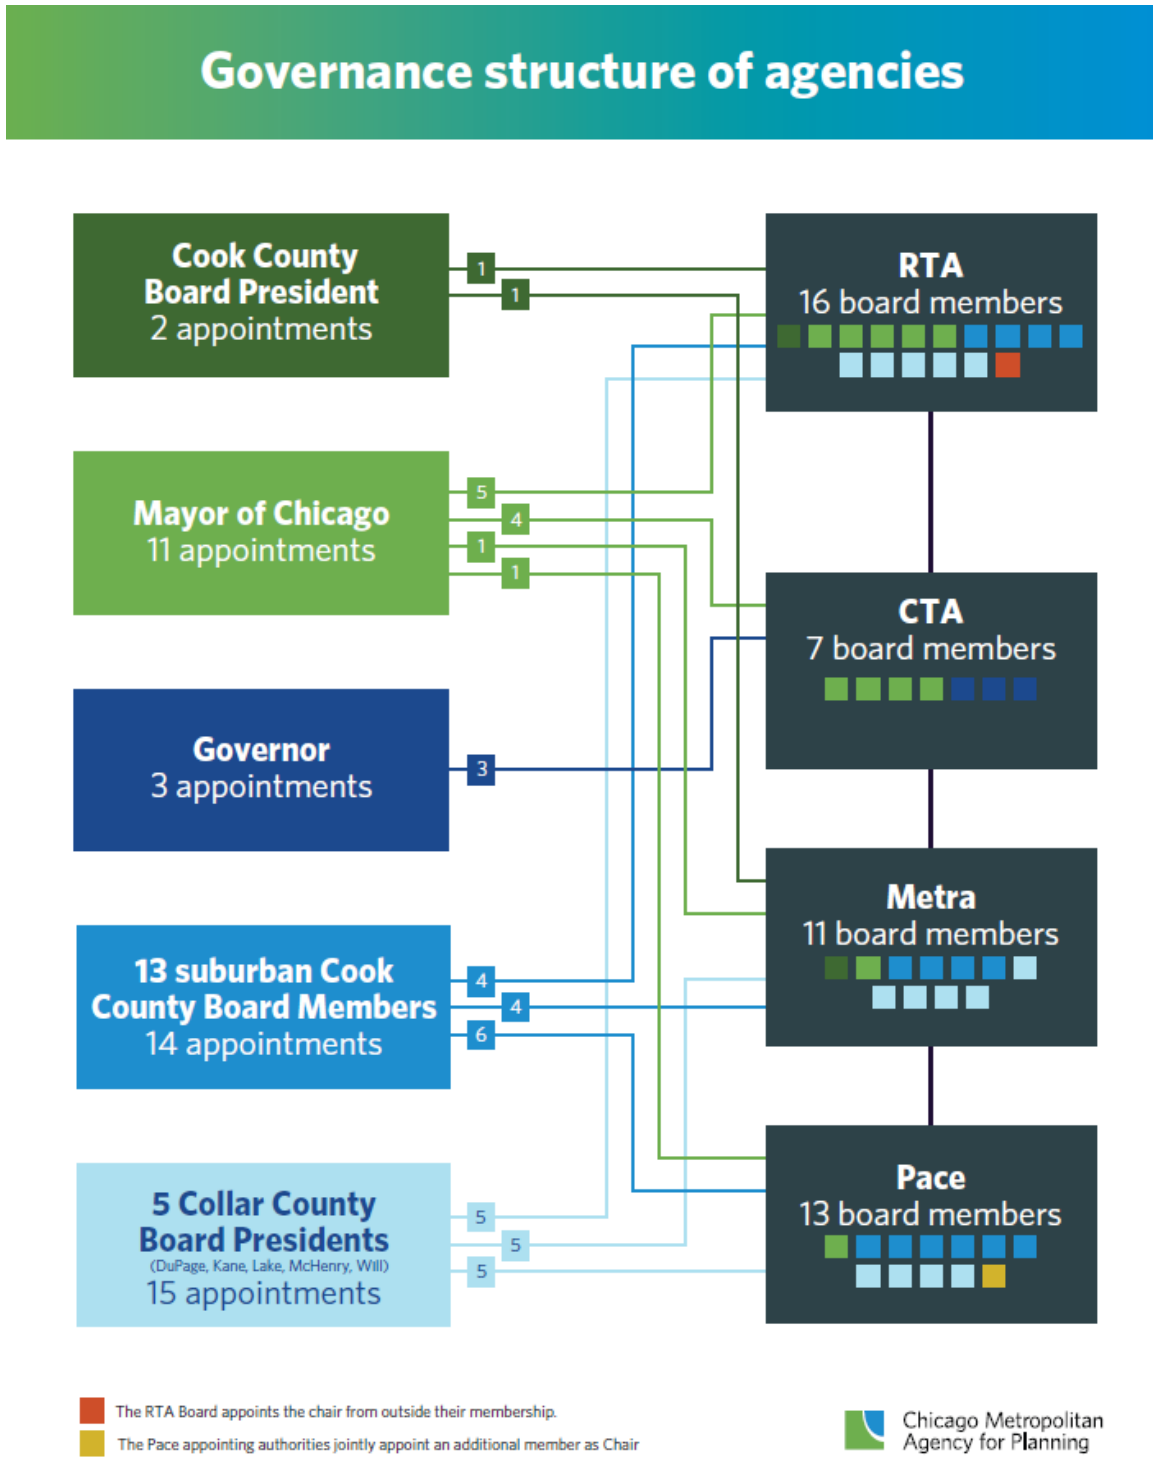 Governance structure of agencies
Cook County
Board President
2 appointments
1
1
Mayor of Chicago
11 appointments
5
4
1
1
Governor
3 appointments
3
13 suburban Cook
County Board Members
14 appointments
4
4
6
5 Collar County
Board Presidents
(DuPage, Kane, Lake, McHenry, Will)
15 appointments
5
5
5
RTA
16 board members
CTA
7 board members
Metra
11 board members
Pace
13 board members
The RTA Board appoints the chair from outside their membership.
The Pace appointing authorities jointly appoint an additional member as Chair
Chicago Metropolitan
Agency for Planning